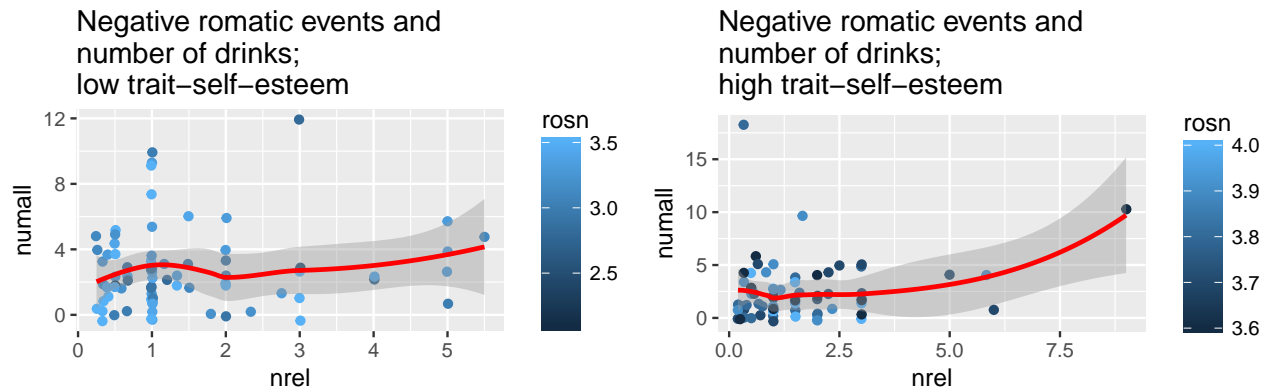 Negative romatic events and
number of drinks;
low trait−self−esteem
12
8
4
0
numall
0 1 2 3 4 5
nrel
rosn
3.5
3.0
2.5
Negative romatic events and
number of drinks;
high trait−self−esteem
15
10
5
0
numall
0.0 2.5 5.0 7.5
nrel
rosn
4.0
3.9
3.8
3.7
3.6